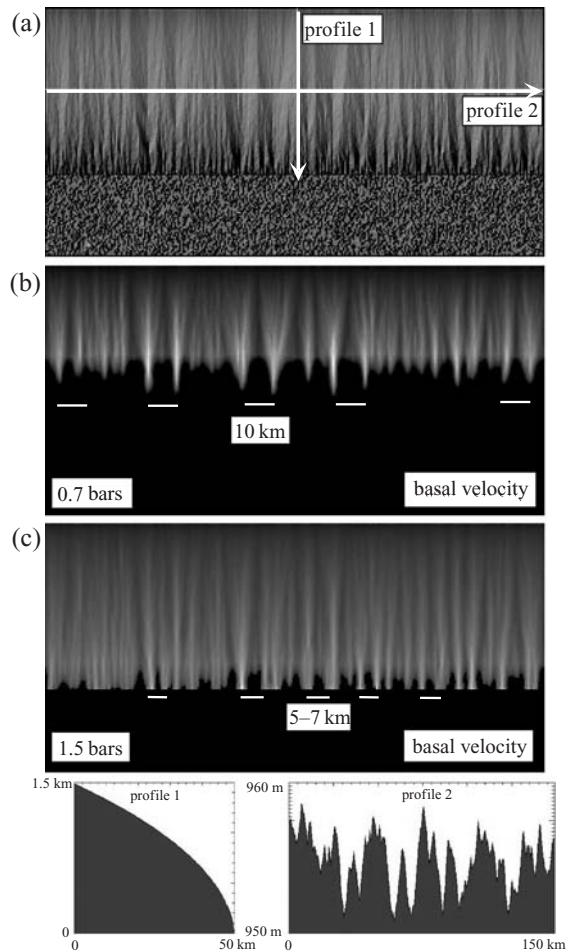 (a)
profile 1
profile 2
(b)
10 km
0.7 bars
basal velocity
(c)
5–7 km
1.5 bars
basal velocity
1.5 km
profile 1
0
0
50 km
960 m
profile 2
950 m
0
150 km